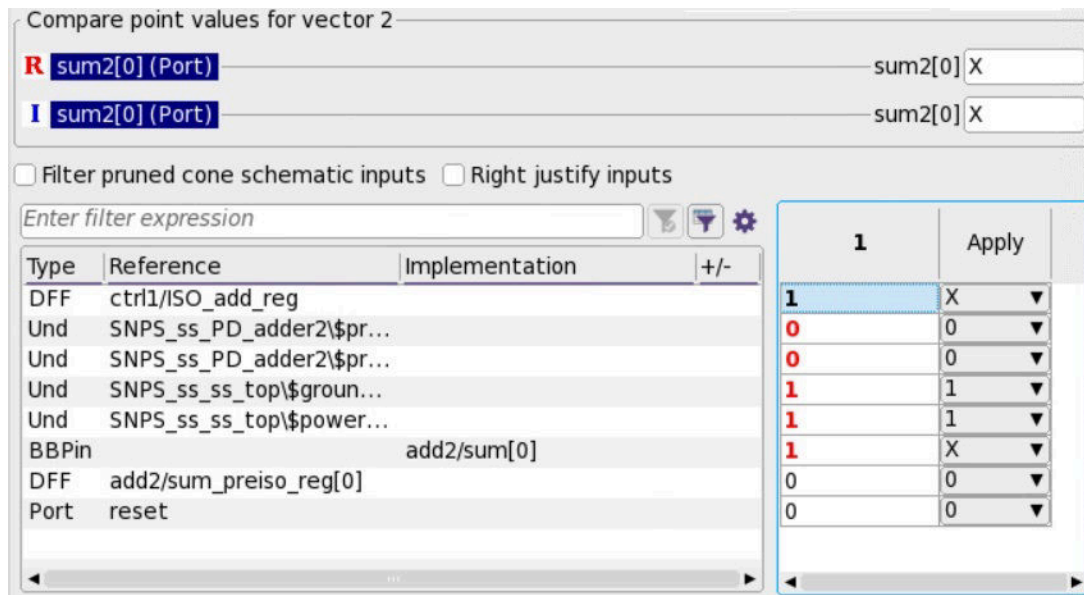 Compare point values for vector 2
R sum2[0] (Port) sum2[0] X
I sum2[0] (Port) sum2[0] X
Filter pruned cone schematic inputs Right justify inputs
Enter filter expression
Type Reference Implementation +/- 1 Apply
DFF ctrl1/ISO_add_reg 1 X
Und SNPS_ss_PD_adder2\$pr... 0 0
Und SNPS_ss_PD_adder2\$pr... 0 0
Und SNPS_ss_ss_top\$groun... 1 1
Und SNPS_ss_ss_top\$power... 1 1
BBPin add2/sum[0] 1 X
DFF add2/sum_preiso_reg[0] 0 0
Port reset 0 0